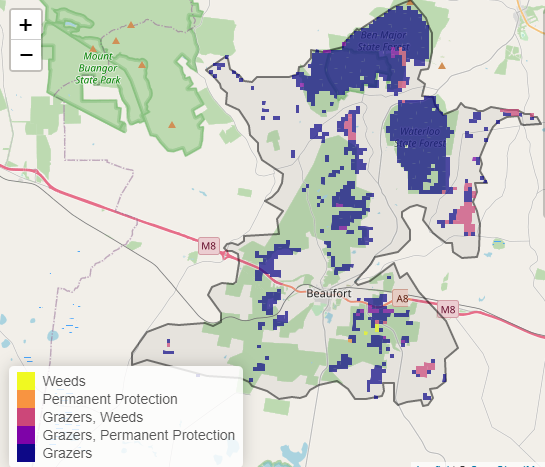 +
−
Ben Major
State Forest
Mount
Buangor
State Park
Waterloo
State Forest
M8
Beaufort
A8
M8
Weeds
Permanent Protection
Grazers, Weeds
Grazers, Permanent Protection
Grazers